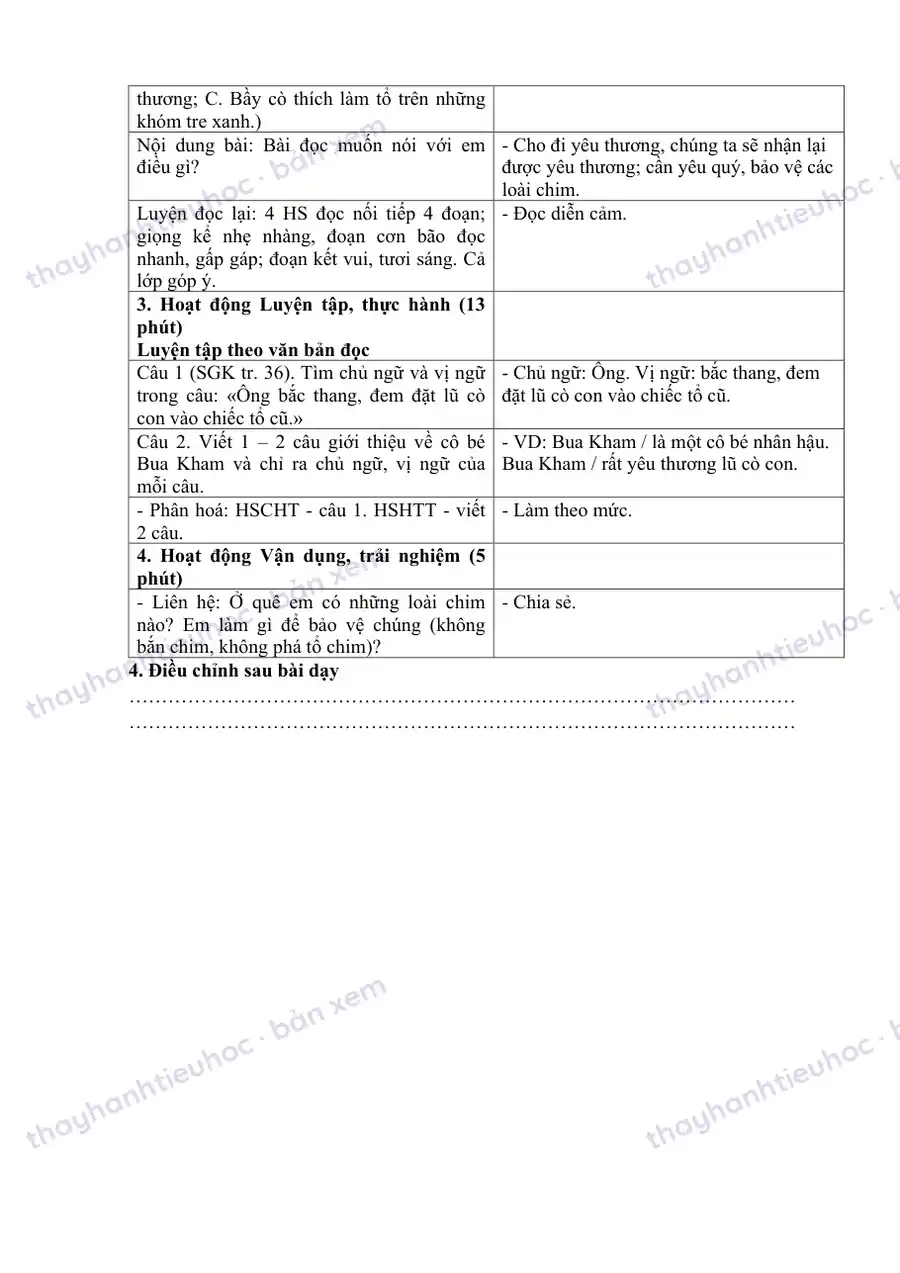 thương; C. Bầy cò thích làm tổ trên những
khóm tre xanh.)
Nội dung bài: Bài đọc muốn nói với em
điều gì?
- Cho đi yêu thương, chúng ta sẽ nhận lại
được yêu thương; cần yêu quý, bảo vệ các
loài chim.
Luyện đọc lại: 4 HS đọc nối tiếp 4 đoạn;
giọng kể nhẹ nhàng, đoạn cơn bão đọc
nhanh, gấp gáp; đoạn kết vui, tươi sáng. Cả
lớp góp ý.
- Đọc diễn cảm.
3. Hoạt động Luyện tập, thực hành (13
phút)
Luyện tập theo văn bản đọc
Câu 1 (SGK tr. 36). Tìm chủ ngữ và vị ngữ
trong câu: «Ông bắc thang, đem đặt lũ cò
con vào chiếc tổ cũ.»
- Chủ ngữ: Ông. Vị ngữ: bắc thang, đem
đặt lũ cò con vào chiếc tổ cũ.
Câu 2. Viết 1 – 2 câu giới thiệu về cô bé
Bua Kham và chỉ ra chủ ngữ, vị ngữ của
mỗi câu.
- VD: Bua Kham / là một cô bé nhân hậu.
Bua Kham / rất yêu thương lũ cò con.
- Phân hoá: HSCHT - câu 1. HSHTT - viết
2 câu.
- Làm theo mức.
4. Hoạt động Vận dụng, trải nghiệm (5
phút)
- Liên hệ: Ở quê em có những loài chim
nào? Em làm gì để bảo vệ chúng (không
bắn chim, không phá tổ chim)?
- Chia sẻ.
4. Điều chỉnh sau bài dạy
……………………………………………………………………………………
……………………………………………………………………………………
thayhanhtieuhoc · bản xem
thayhanhtieuhoc · b
thayhanhtieuhoc · bản xem
thayhanhtieuhoc · b
thayhanhtieuhoc · bản xem
thayhanhtieuhoc · b